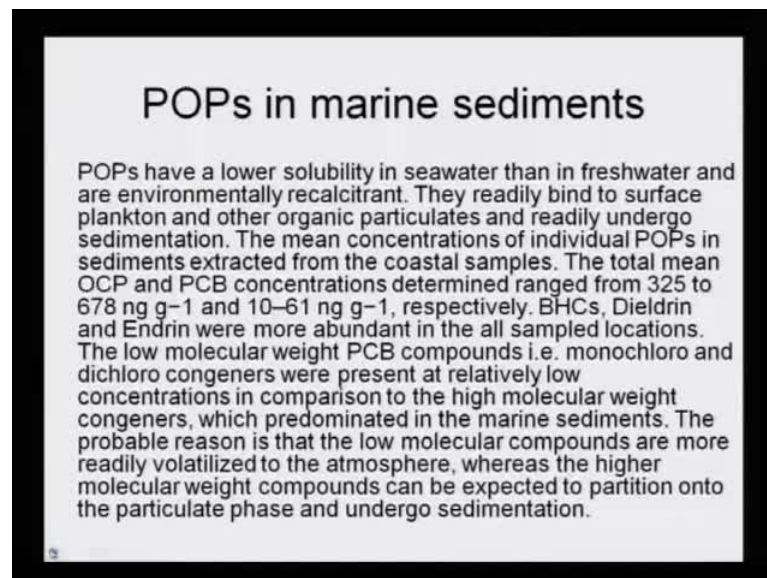 POPs in marine sediments
POPs have a lower solubility in seawater than in freshwater and
are environmentally recalcitrant. They readily bind to surface
plankton and other organic particulates and readily undergo
sedimentation. The mean concentrations of individual POPs in
sediments extracted from the coastal samples. The total mean
OCP and PCB concentrations determined ranged from 325 to
678 ng g−1 and 10–61 ng g−1, respectively. BHCs, Dieldrin
and Endrin were more abundant in the all sampled locations.
The low molecular weight PCB compounds i.e. monochloro and
dichloro congeners were present at relatively low
concentrations in comparison to the high molecular weight
congeners, which predominated in the marine sediments. The
probable reason is that the low molecular compounds are more
readily volatilized to the atmosphere, whereas the higher
molecular weight compounds can be expected to partition onto
the particulate phase and undergo sedimentation.